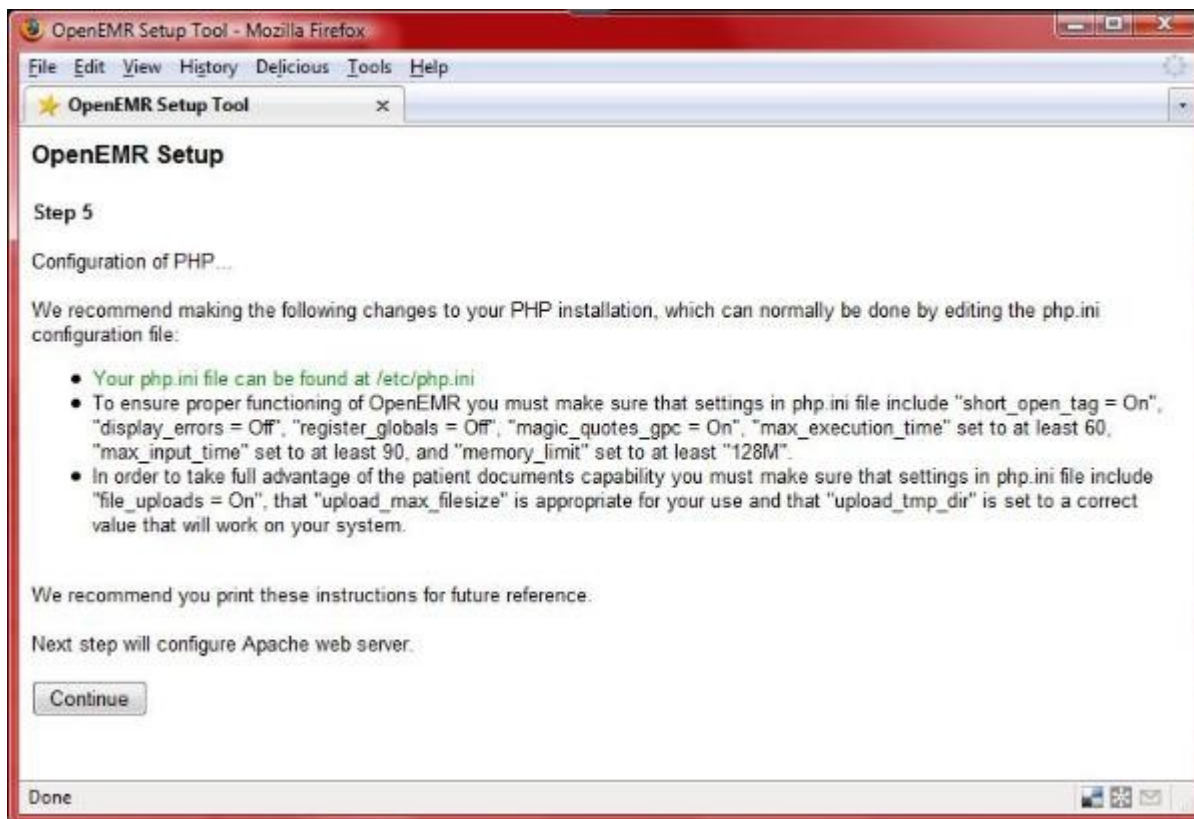 OpenEMR Setup Tool - Mozilla Firefox
File Edit View History Delicious Tools Help
OpenEMR Setup Tool
OpenEMR Setup
Step 5
Configuration of PHP...
We recommend making the following changes to your PHP installation, which can normally be done by editing the php.ini
configuration file:
Your php.ini file can be found at /etc/php.ini
To ensure proper functioning of OpenEMR you must make sure that settings in php.ini file include "short_open_tag = On",
"display_errors = Off", "register_globals = Off", "magic_quotes_gpc = On", "max_execution_time" set to at least 60,
"max_input_time" set to at least 90, and "memory_limit" set to at least "128M".
In order to take full advantage of the patient documents capability you must make sure that settings in php.ini file include
"file_uploads = On", that "upload_max_filesize" is appropriate for your use and that "upload_tmp_dir" is set to a correct
value that will work on your system.
We recommend you print these instructions for future reference.
Next step will configure Apache web server.
Continue
Done